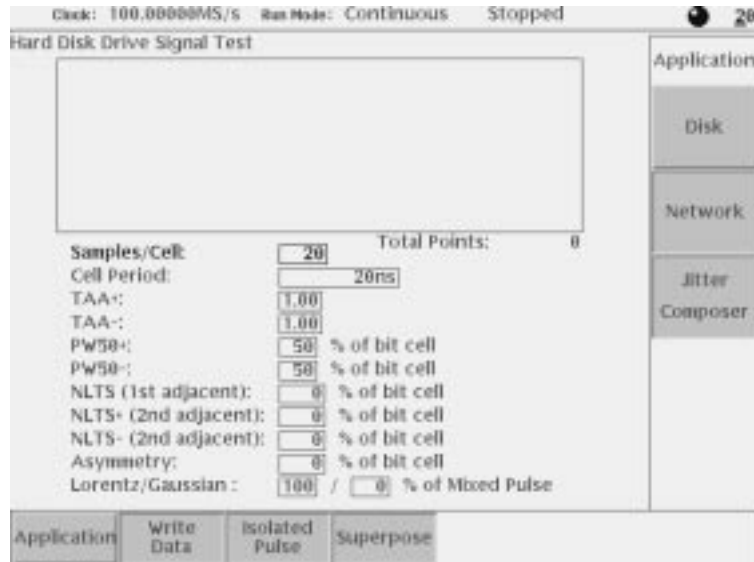 Clock: 100.00000MS/s Run Mode: Continuous Stopped 20
Hard Disk Drive Signal Test
Total Points: 0
Samples/Cell: 20
Cell Period: 20ns
TAA+: 1.00
TAA-: 1.00
PW50+: 50 % of bit cell
PW50-: 50 % of bit cell
NLTS (1st adjacent): 0 % of bit cell
NLTS+ (2nd adjacent): 0 % of bit cell
NLTS- (2nd adjacent): 0 % of bit cell
Asymmetry: 0 % of bit cell
Lorentz/Gaussian : 100 / 0 % of Mixed Pulse
Application
Disk
Network
Jitter
Composer
Application
Write
Data
Isolated
Pulse
Superpose